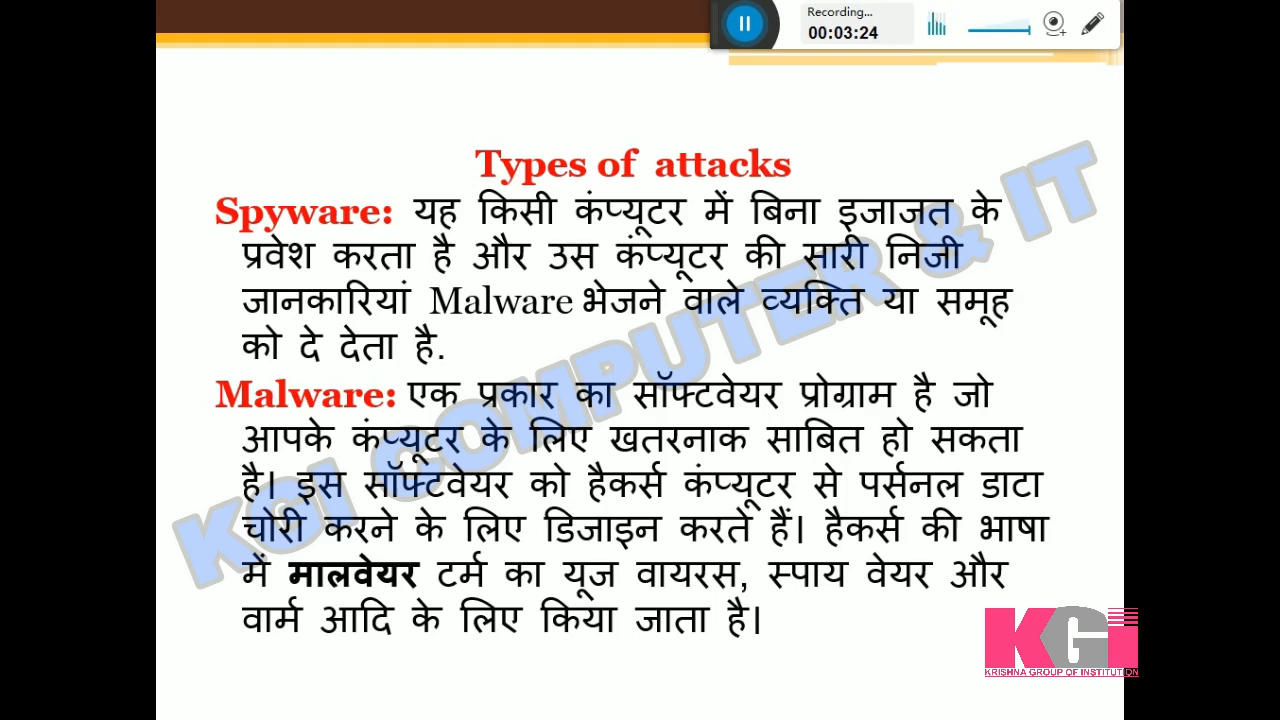 Recording...
00:03:24
Types of attacks
Spyware: यह किसी कंप्यूटर में बिना इजाजत के
प्रवेश करता है और उस कंप्यूटर की सारी निजी
जानकारियां Malware भेजने वाले व्यक्ति या समूह
को दे देता है.
Malware: एक प्रकार का सॉफ्टवेयर प्रोग्राम है जो
आपके कंप्यूटर के लिए खतरनाक साबित हो सकता
है। इस सॉफ्टवेयर को हैकर्स कंप्यूटर से पर्सनल डाटा
चोरी करने के लिए डिजाइन करते हैं। हैकर्स की भाषा
में मालवेयर टर्म का यूज वायरस, स्पाय वेयर और
वार्म आदि के लिए किया जाता है।
KGI COMPUTER & IT
KGI
KRISHNA GROUP OF INSTITUTION